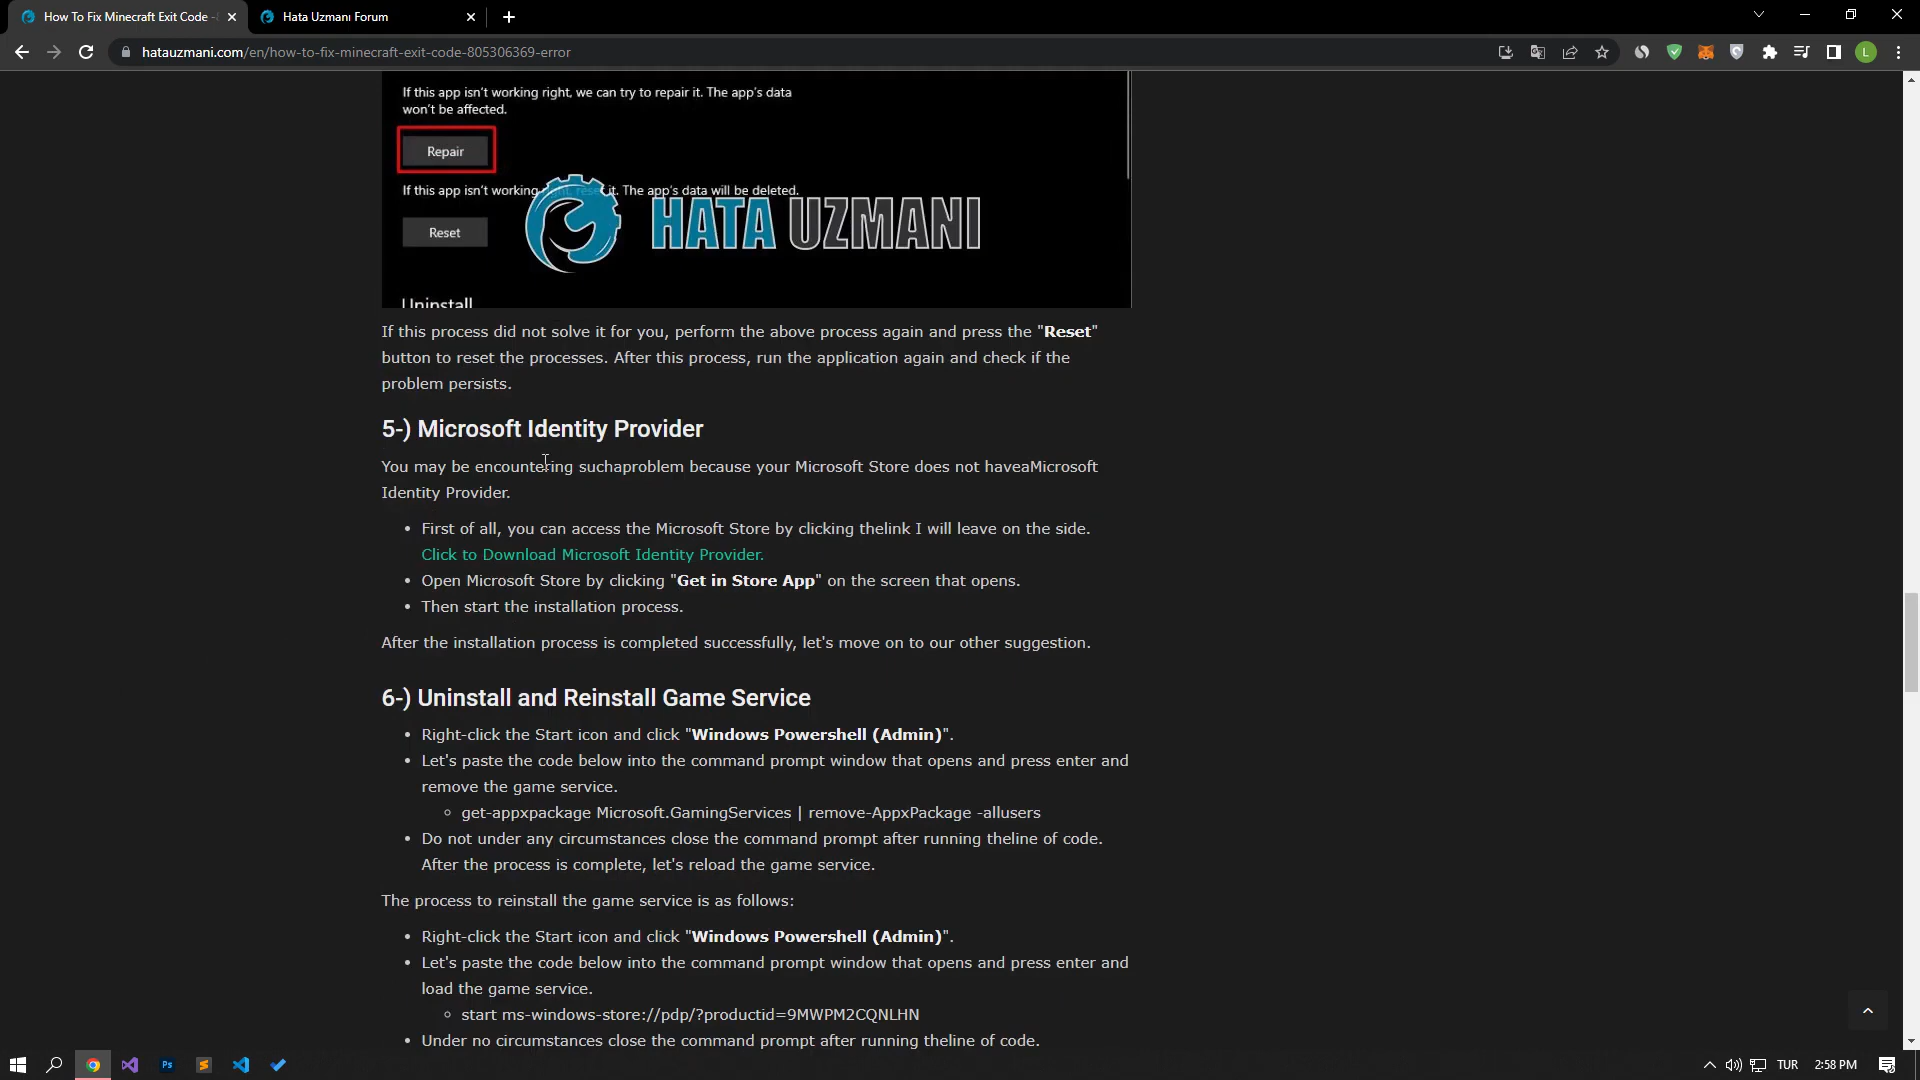 How To Fix Minecraft Exit Code -
Hata Uzmanı Forum
hatauzmani.com/en/how-to-fix-minecraft-exit-code-805306369-error
L
If this app isn't working right, we can try to repair it. The app's data
won't be affected.
Repair
If this app isn't working right, reset it. The app's data will be deleted.
Reset
HATA UZMANI
Uninstall
If this process did not solve it for you, perform the above process again and press the "Reset"
button to reset the processes. After this process, run the application again and check if the
problem persists.
5-) Microsoft Identity Provider
You may be encountering suchaproblem because your Microsoft Store does not haveaMicrosoft
Identity Provider.
First of all, you can access the Microsoft Store by clicking thelink I will leave on the side.
Click to Download Microsoft Identity Provider.
Open Microsoft Store by clicking "Get in Store App" on the screen that opens.
Then start the installation process.
After the installation process is completed successfully, let's move on to our other suggestion.
6-) Uninstall and Reinstall Game Service
Right-click the Start icon and click "Windows Powershell (Admin)".
Let's paste the code below into the command prompt window that opens and press enter and
remove the game service.
get-appxpackage Microsoft.GamingServices | remove-AppxPackage -allusers
Do not under any circumstances close the command prompt after running theline of code.
After the process is complete, let's reload the game service.
The process to reinstall the game service is as follows:
Right-click the Start icon and click "Windows Powershell (Admin)".
Let's paste the code below into the command prompt window that opens and press enter and
load the game service.
start ms-windows-store://pdp/?productid=9MWPM2CQNLHN
Under no circumstances close the command prompt after running theline of code.
Ps
TUR
2:58 PM